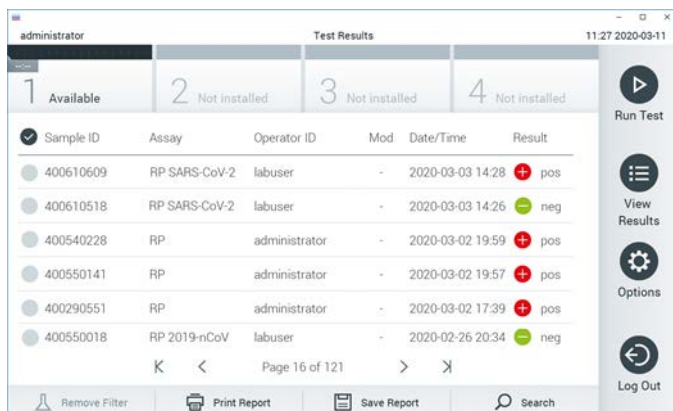 administrator Test Results 11:27 2020-03-11
1 Available 2 Not installed 3 Not installed 4 Not installed
Run Test
Sample ID Assay Operator ID Mod Date/Time Result
400610609 RP SARS-CoV-2 labuser - 2020-03-03 14:28 pos
400610518 RP SARS-CoV-2 labuser - 2020-03-03 14:26 neg
View Results
400540228 RP administrator - 2020-03-02 19:59 pos
400550141 RP administrator - 2020-03-02 19:57 pos
Options
400290551 RP administrator - 2020-03-02 17:39 pos
400550018 RP 2019-nCoV labuser - 2020-02-26 20:34 neg
Page 16 of 121
Log Out
Remove Filter Print Report Save Report Search